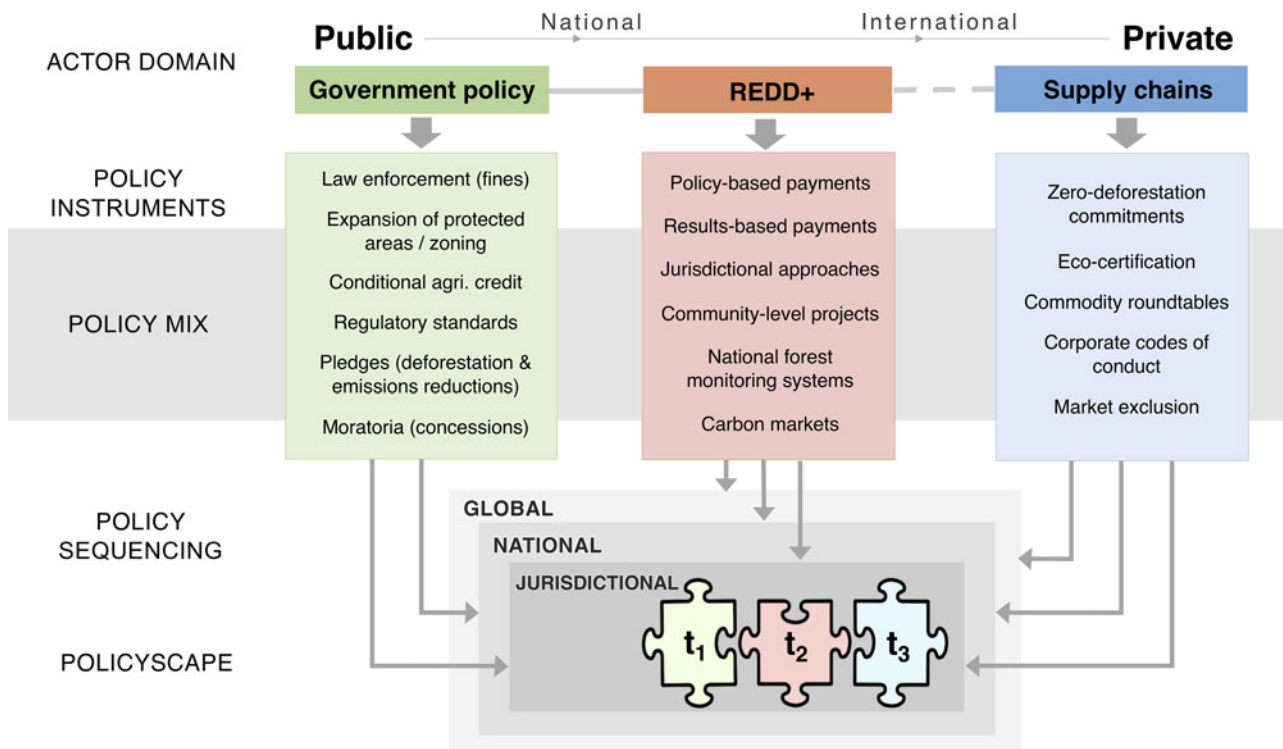 National
International
Public
Private
ACTOR DOMAIN
Government policy
REDD+
Supply chains
POLICY
INSTRUMENTS
Law enforcement (fines)
Expansion of protected
areas / zoning
Conditional agri. credit
Regulatory standards
Pledges (deforestation &
emissions reductions)
Moratoria (concessions)
Policy-based payments
Results-based payments
Jurisdictional approaches
Community-level projects
National forest
monitoring systems
Carbon markets
Zero-deforestation
commitments
Eco-certification
Commodity roundtables
Corporate codes of
conduct
Market exclusion
POLICY MIX
POLICY
SEQUENCING
GLOBAL
NATIONAL
JURISDICTIONAL
t1
t2
t3
POLICYSCAPE